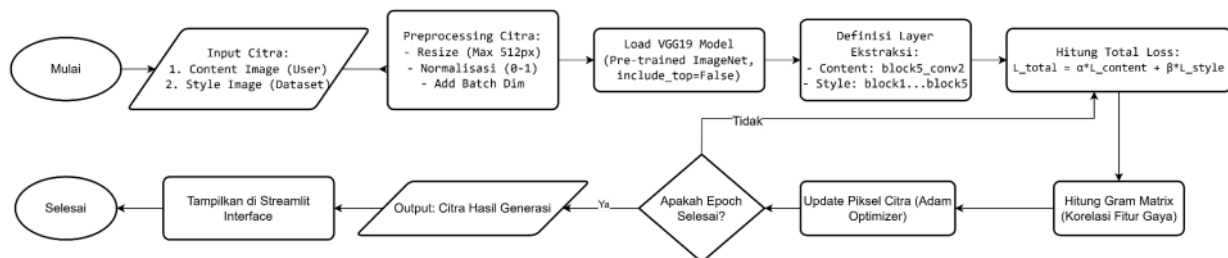 Mulai
Input Citra:
1. Content Image (User)
2. Style Image (Dataset)
Preprocessing Citra:
- Resize (Max 512px)
- Normalisasi (0-1)
- Add Batch Dim
Load VGG19 Model
(Pre-trained ImageNet,
include_top=False)
Definisi Layer
Ekstraksi:
- Content: block5_conv2
- Style: block1...block5
Hitung Total Loss:
L_total = α*L_content + β*L_style
Tidak
Hitung Gram Matrix
(Korelasi Fitur Gaya)
Update Piksel Citra (Adam
Optimizer)
Apakah Epoch
Selesai?
Ya
Output: Citra Hasil Generasi
Tampilkan di Streamlit
Interface
Selesai